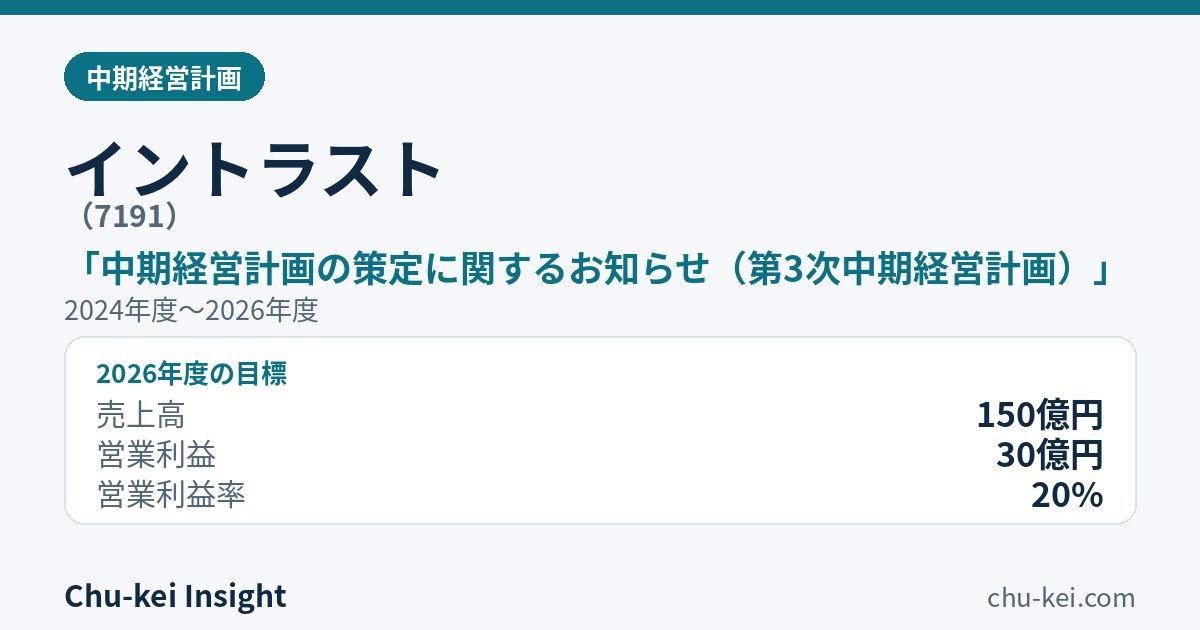 中期経営計画
イントラスト
（7191）
「中期経営計画の策定に関するお知らせ（第3次中期経営計画）」
2024年度～2026年度
2026年度の目標
売上高 150億円
営業利益 30億円
営業利益率 20%
Chu-kei Insight chu-kei.com